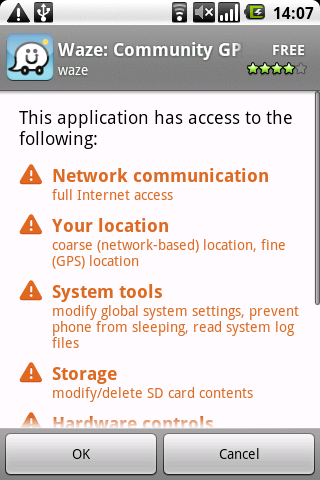 14:07
Waze: Community GP
FREE
waze
This application has access to the
following:
Network communication
full Internet access
Your location
coarse (network-based) location, fine
(GPS) location
System tools
modify global system settings, prevent
phone from sleeping, read system log
files
Storage
modify/delete SD card contents
Hardware controls
OK
Cancel